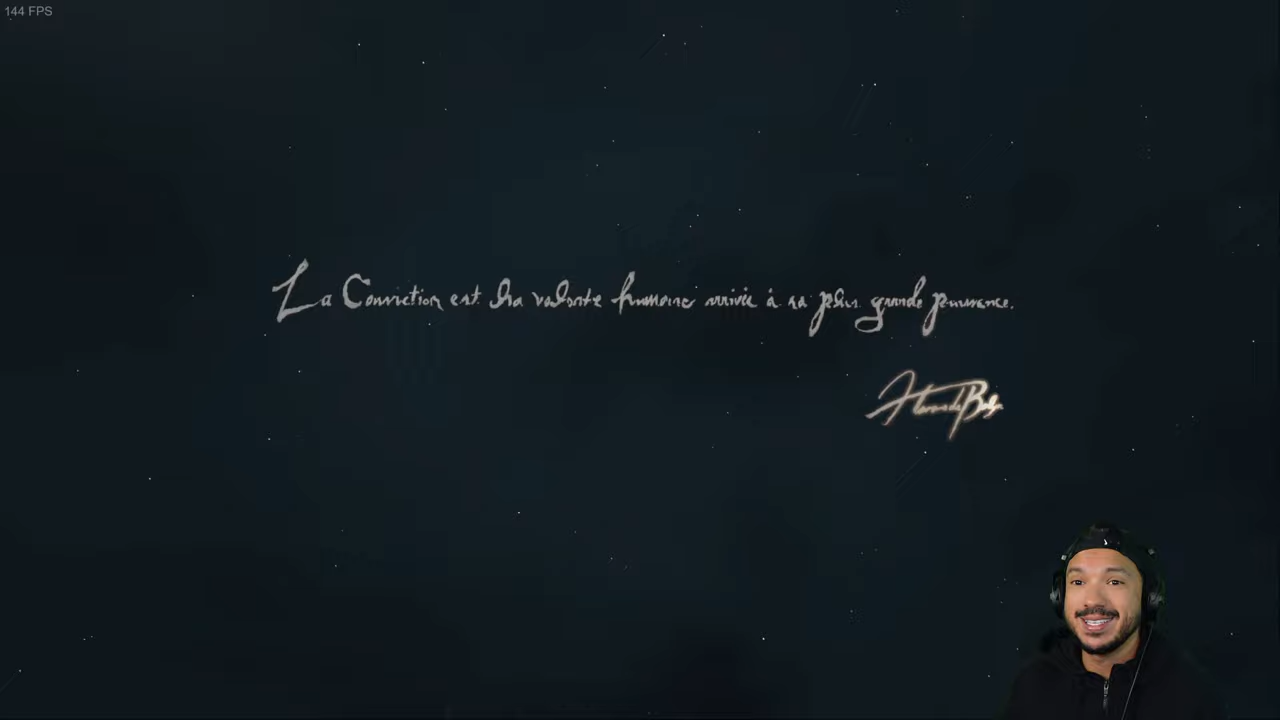 144 FPS
La Conviction est la volonté humaine arrivée à sa plus grande puissance.